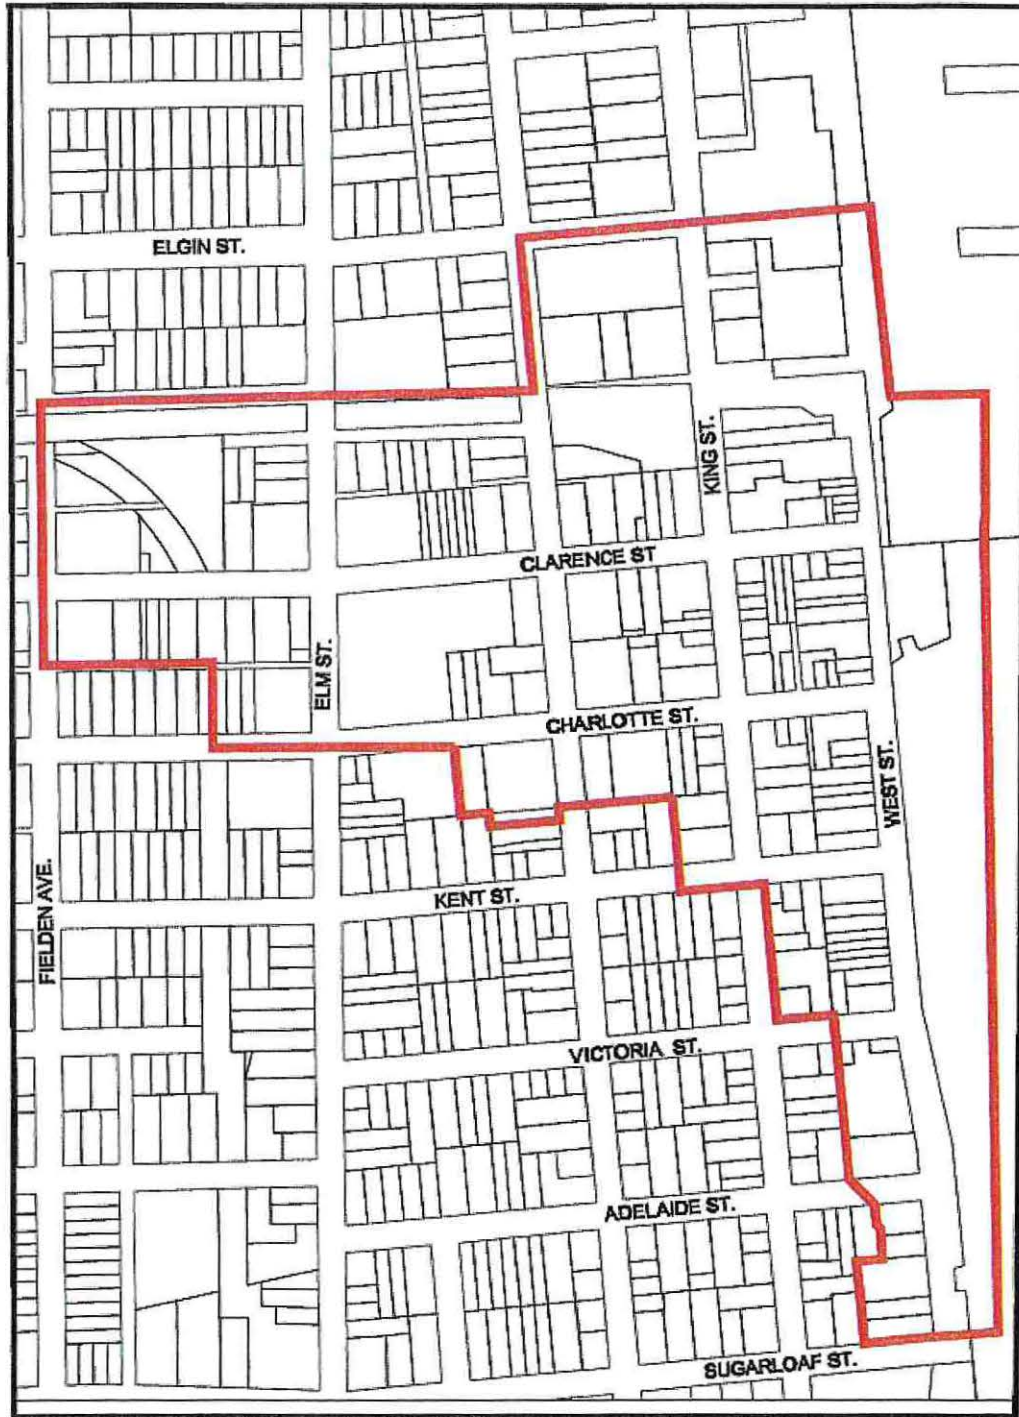 ELGIN ST.
KING ST.
CLARENCE ST
ELM ST.
CHARLOTTE ST.
WEST ST.
FIELDEN AVE.
KENT ST.
VICTORIA ST.
ADELAIDE ST.
SUGARLOAF ST.